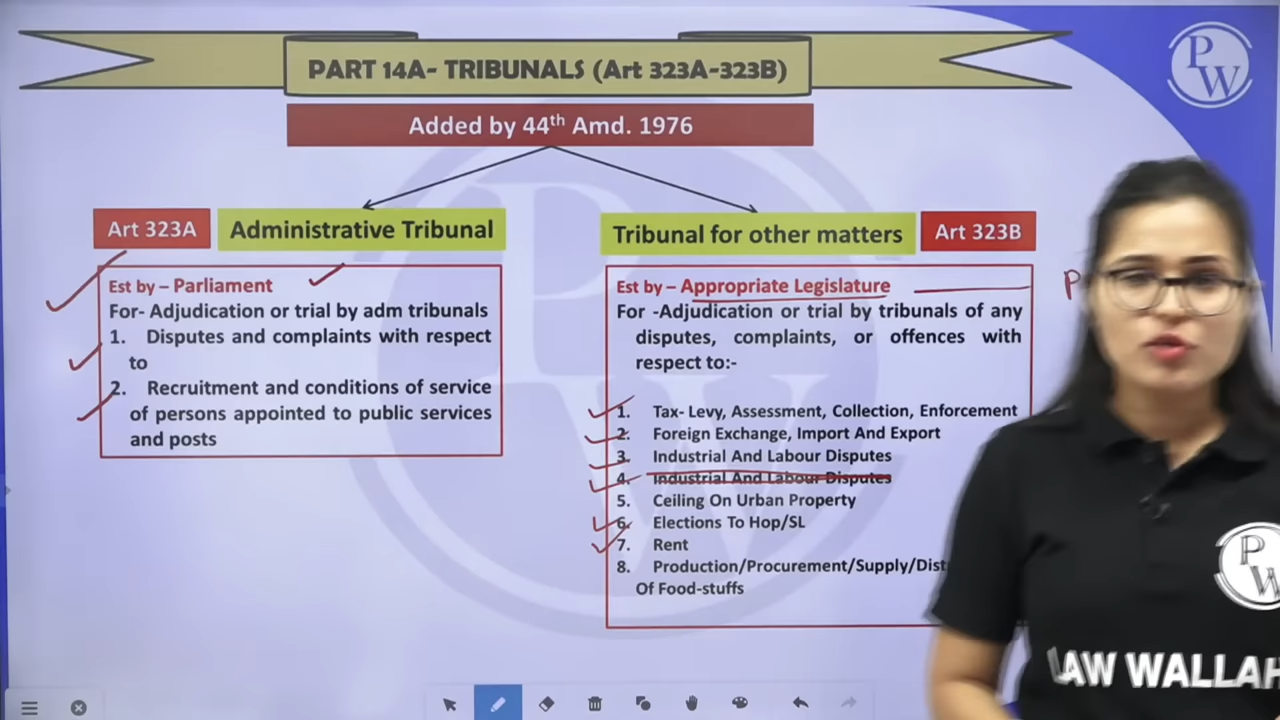 PART 14A- TRIBUNALS (Art 323A-323B)
PW
Added by 44th Amd. 1976
Art 323A
Administrative Tribunal
Est by – Parliament
For- Adjudication or trial by adm tribunals
1. Disputes and complaints with respect
to
2. Recruitment and conditions of service
of persons appointed to public services
and posts
Tribunal for other matters
Art 323B
Est by – Appropriate Legislature
For -Adjudication or trial by tribunals of any
disputes, complaints, or offences with
respect to:-
1. Tax- Levy, Assessment, Collection, Enforcement
2. Foreign Exchange, Import And Export
3. Industrial And Labour Disputes
4. Industrial And Labour Disputes
5. Ceiling On Urban Property
6. Elections To Hop/SL
7. Rent
8. Production/Procurement/Supply/Dist
Of Food-stuffs
P
PW
LAW WALLAH